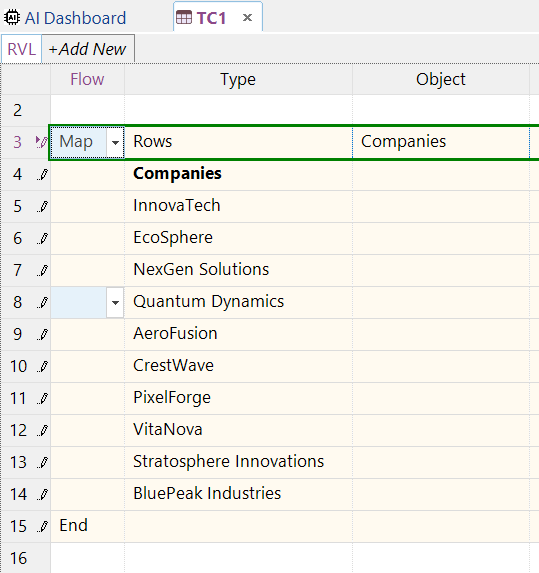 AI AI Dashboard TC1 ×
RVL +Add New
Flow Type Object
2
3 Map Rows Companies
4 Companies
5 InnovaTech
6 EcoSphere
7 NexGen Solutions
8 Quantum Dynamics
9 AeroFusion
10 CrestWave
11 PixelForge
12 VitaNova
13 Stratosphere Innovations
14 BluePeak Industries
15 End
16